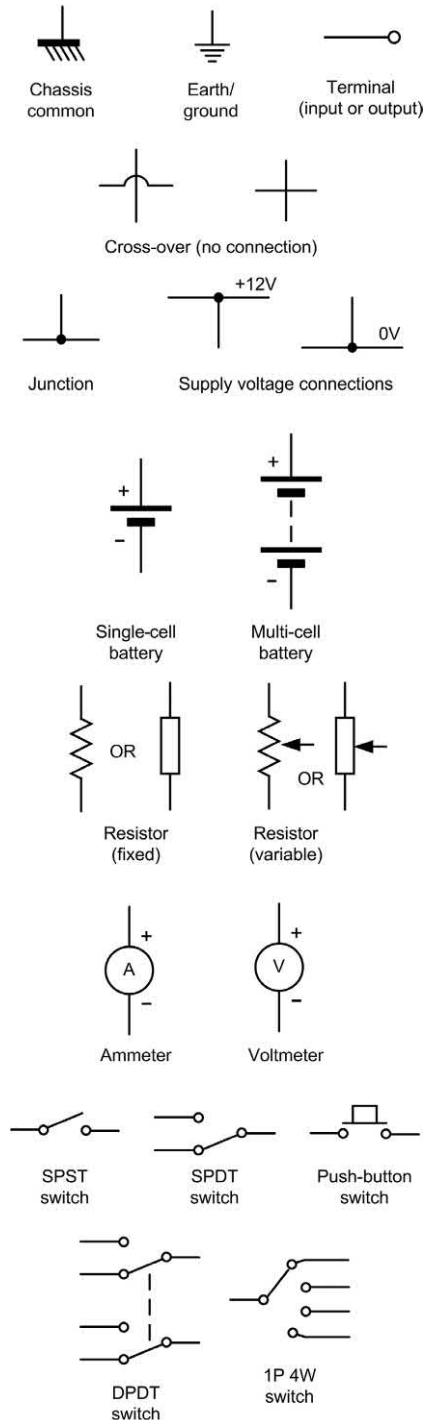 Chassis
common
Earth/
ground
Terminal
(input or output)
Cross-over (no connection)
+12V
0V
Junction
Supply voltage connections
+
−
+
−
Single-cell
battery
Multi-cell
battery
OR
OR
Resistor
(fixed)
Resistor
(variable)
+
A
−
+
V
−
Ammeter
Voltmeter
SPST
switch
SPDT
switch
Push-button
switch
DPDT
switch
1P 4W
switch